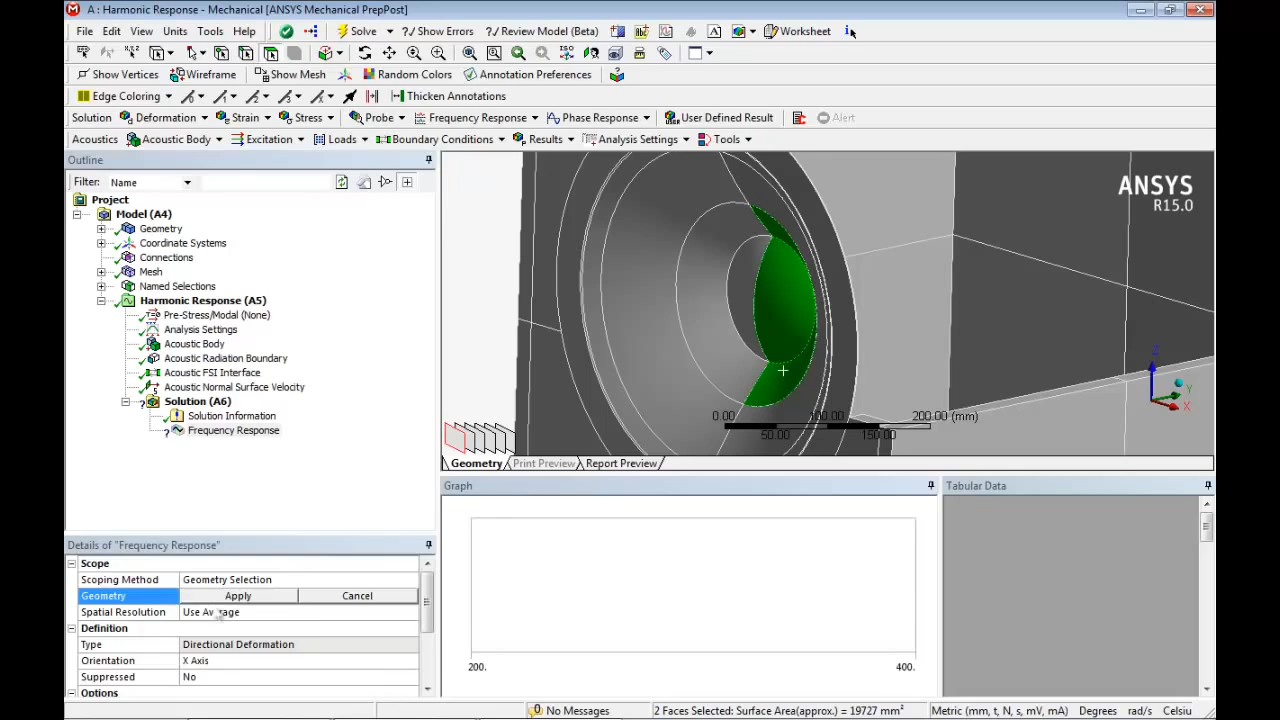 A : Harmonic Response - Mechanical [ANSYS Mechanical PrepPost]
File Edit View Units Tools Help Solve ?/ Show Errors ?/ Review Model (Beta) A Worksheet
Show Vertices Wireframe Show Mesh Random Colors Annotation Preferences
Edge Coloring Thicken Annotations
Solution Deformation Strain Stress Probe Frequency Response Phase Response User Defined Result Alert
Acoustics Acoustic Body Excitation Loads Boundary Conditions Results Analysis Settings Tools
Outline
Filter: Name
Project
Model (A4)
Geometry
Coordinate Systems
Connections
Mesh
Named Selections
Harmonic Response (A5)
Pre-Stress/Modal (None)
Analysis Settings
Acoustic Body
Acoustic Radiation Boundary
Acoustic FSI Interface
Acoustic Normal Surface Velocity
Solution (A6)
Solution Information
Frequency Response
ANSYS
R15.0
Z
Y
X
0.00 100.00 200.00 (mm)
50.00 150.00
Geometry Print Preview Report Preview
Details of "Frequency Response"
Scope
Scoping Method Geometry Selection
Geometry Apply Cancel
Spatial Resolution Use Average
Definition
Type Directional Deformation
Orientation X Axis
Suppressed No
Options
Graph
200. 400.
Tabular Data
0 No Messages 2 Faces Selected: Surface Area(approx.) = 19727 mm² Metric (mm, t, N, s, mV, mA) Degrees rad/s Celsiu